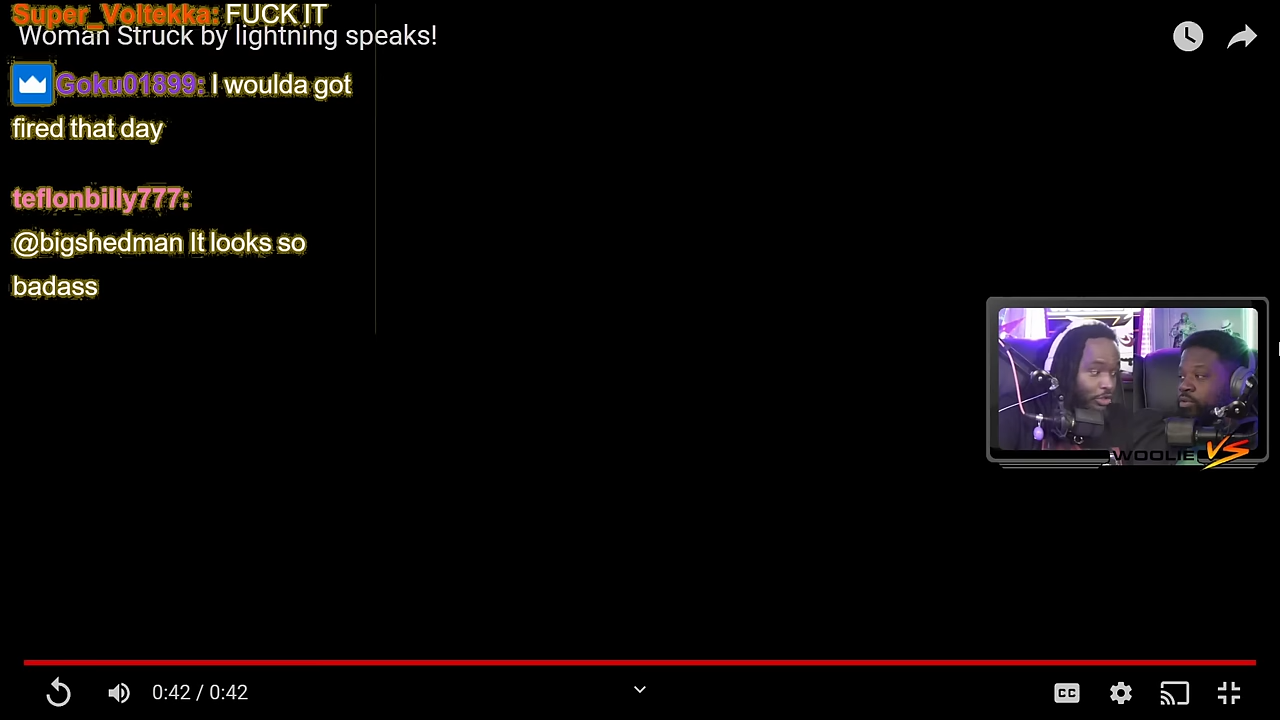 Super_Voltekka: FUCK IT
Woman Struck by lightning speaks!
Goku01899: I woulda got
fired that day
teflonbilly777:
@bigshedman It looks so
badass
WOOLIE VS
0:42 / 0:42
CC